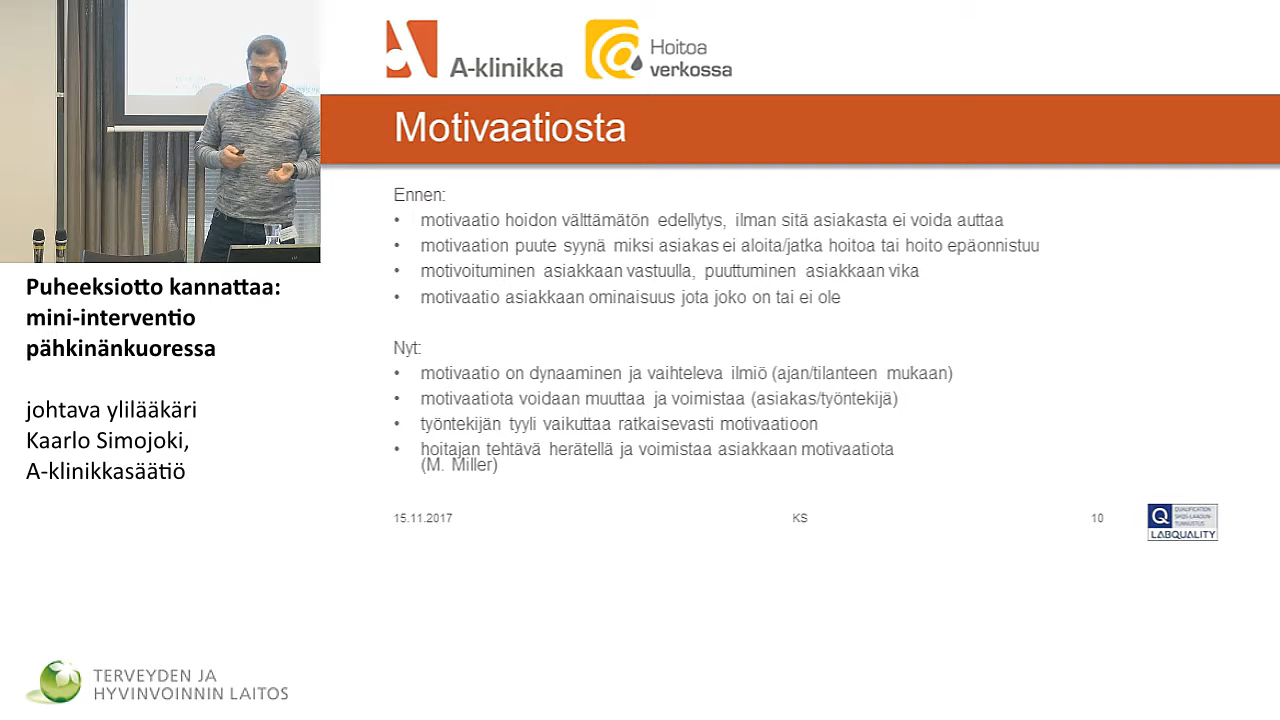 A-klinikka
Hoitoa
verkossa
Motivaatiosta
Ennen:
• motivaatio hoidon välttämätön edellytys, ilman sitä asiakasta ei voida auttaa
• motivaation puute syynä miksi asiakas ei aloita/jatka hoitoa tai hoito epäonnistuu
• motivoituminen asiakkaan vastuulla, puuttuminen asiakkaan vika
• motivaatio asiakkaan ominaisuus jota joko on tai ei ole
Nyt:
• motivaatio on dynaaminen ja vaihteleva ilmiö (ajan/tilanteen mukaan)
• motivaatiota voidaan muuttaa ja voimistaa (asiakas/työntekijä)
• työntekijän tyyli vaikuttaa ratkaisevasti motivaatioon
• hoitajan tehtävä herätellä ja voimistaa asiakkaan motivaatiota
(M. Miller)
15.11.2017 KS 10
Q
LABQUALITY
Puheeksiotto kannattaa:
mini-interventio
pähkinänkuoressa
johtava ylilääkäri
Kaarlo Simojoki,
A-klinikkasäätiö
TERVEYDEN JA
HYVINVOINNIN LAITOS